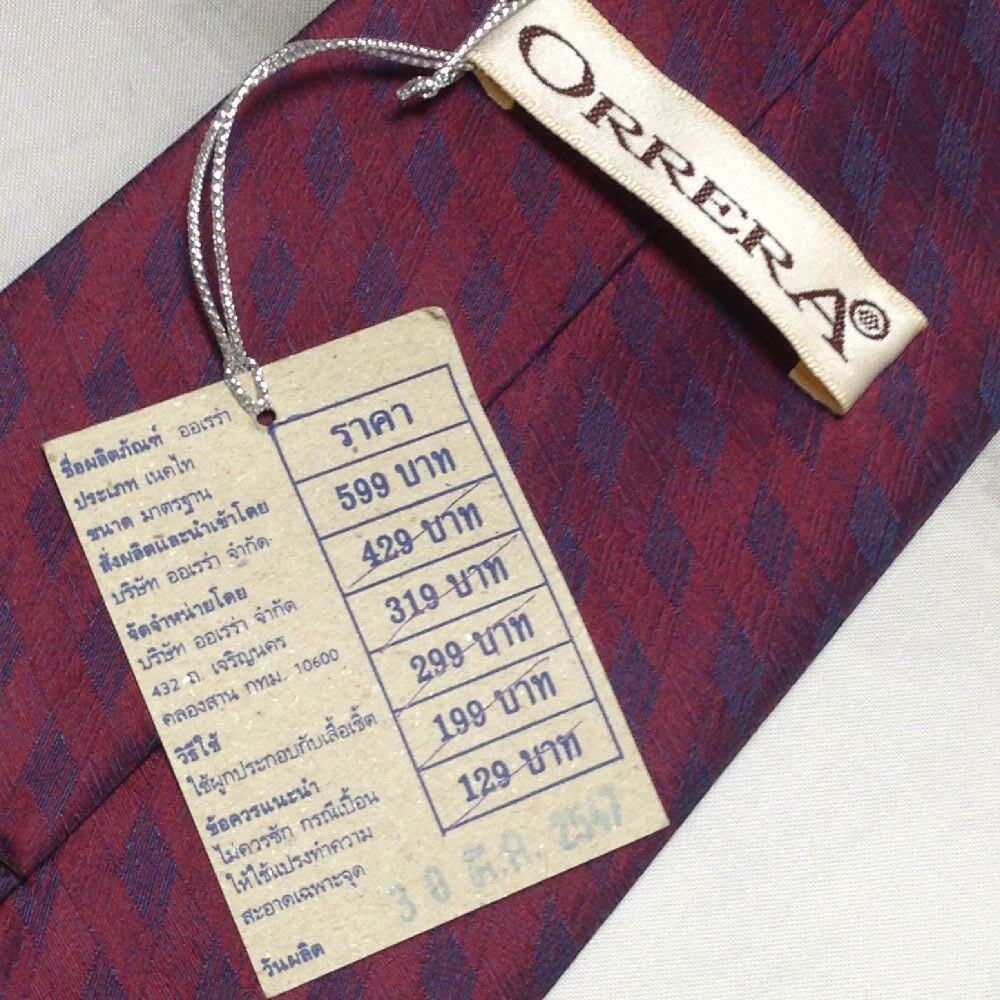 ORRERA®
ชื่อผลิตภัณฑ์ ออเรร่า
ประเภท เนคไท
ขนาด มาตรฐาน
สั่งผลิตและนำเข้าโดย
บริษัท ออเรร่า จำกัด
จัดจำหน่ายโดย
บริษัท ออเรร่า จำกัด
432 ถ. เจริญนคร
คลองสาน กทม. 10600
วิธีใช้
ใช้ผูกประกอบกับเสื้อเชิ้ต
ข้อควรแนะนำ
ไม่ควรซัก กรณีเปื้อน
ให้ใช้แปรงทำความ
สะอาดเฉพาะจุด
วันผลิต
ราคา
599 บาท
429 บาท
319 บาท
299 บาท
199 บาท
129 บาท
2547